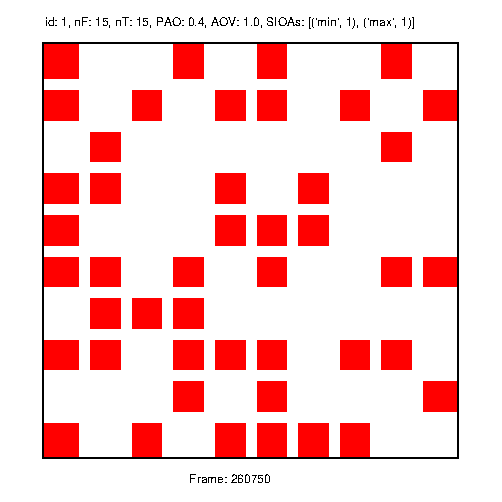 id: 1, nF: 15, nT: 15, PAO: 0.4, AOV: 1.0, SIOAs: [('min', 1), ('max', 1)]
Frame: 260750